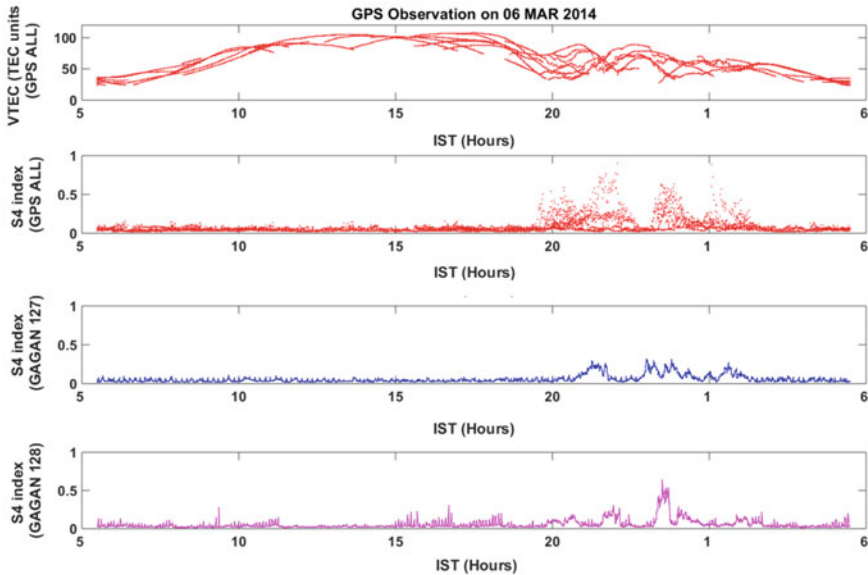 GPS Observation on 06 MAR 2014
VTEC (TEC units
(GPS ALL)
100
50
0
5
10
15
20
1
6
IST (Hours)
S4 index
(GPS ALL)
1
0.5
0
5
10
15
20
1
6
IST (Hours)
S4 index
(GAGAN 127)
1
0.5
0
5
10
15
20
1
6
IST (Hours)
S4 index
(GAGAN 128)
1
0.5
0
5
10
15
20
1
6
IST (Hours)